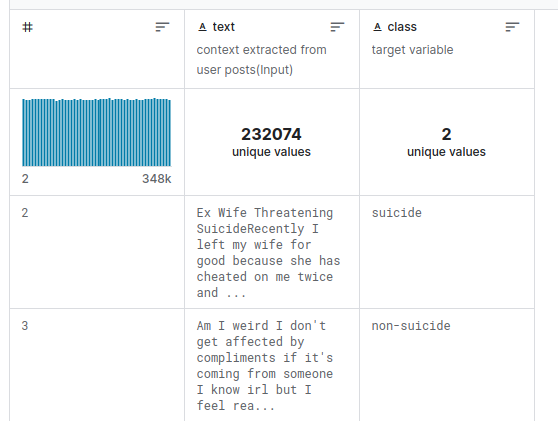 #
A text
context extracted from
user posts(Input)
A class
target variable
2
348k
232074
unique values
2
unique values
2
Ex Wife Threatening
SuicideRecently I
left my wife for
good because she has
cheated on me twice
and ...
suicide
3
Am I weird I don't
get affected by
compliments if it's
coming from someone
I know irl but I
feel rea...
non-suicide